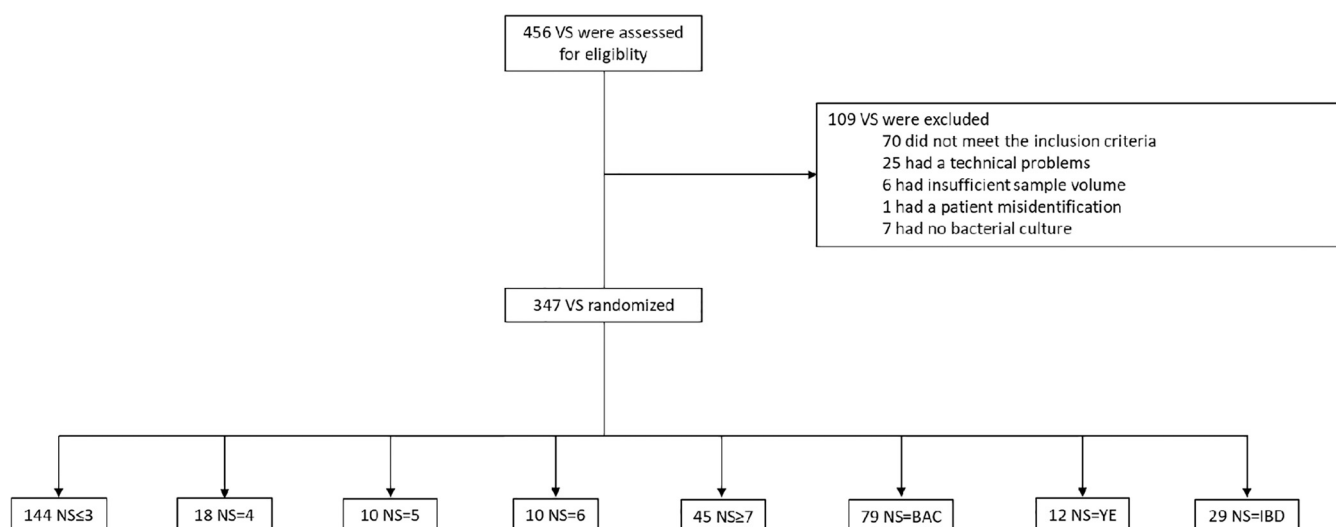 456 VS were assessed
for eligiblity
109 VS were excluded
70 did not meet the inclusion criteria
25 had a technical problems
6 had insufficient sample volume
1 had a patient misidentification
7 had no bacterial culture
347 VS randomized
144 NS≤3
18 NS=4
10 NS=5
10 NS=6
45 NS≥7
79 NS=BAC
12 NS=YE
29 NS=IBD